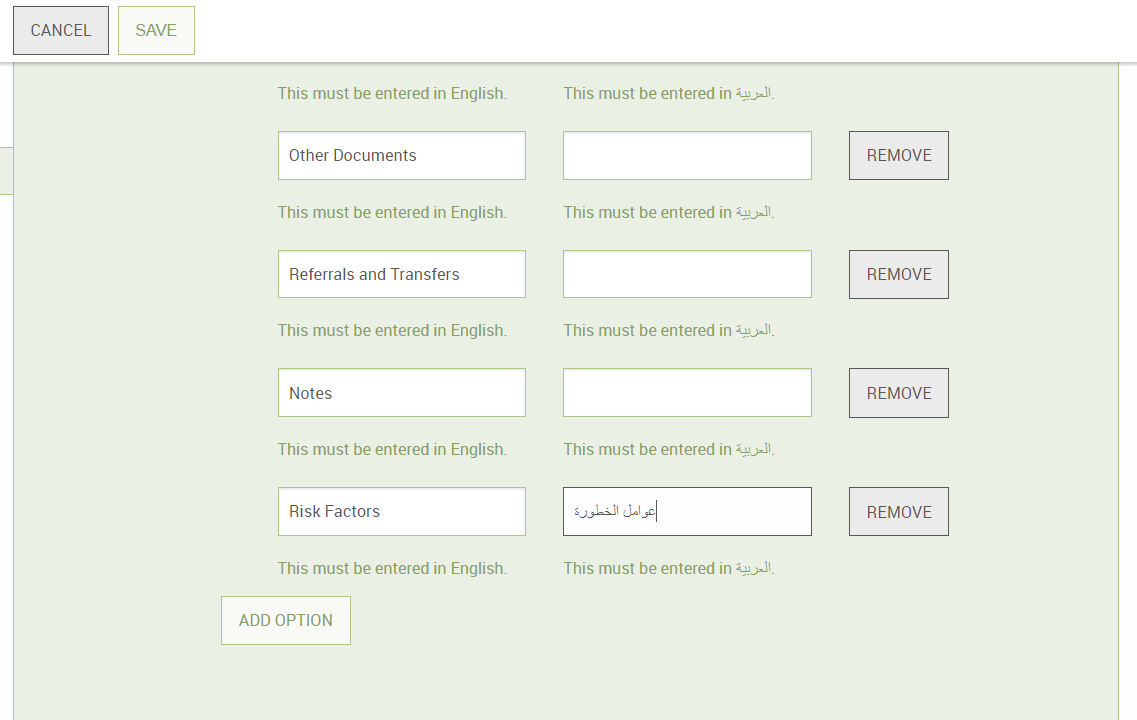 CANCEL SAVE
This must be entered in English. This must be entered in العربية.
Other Documents REMOVE
This must be entered in English. This must be entered in العربية.
Referrals and Transfers REMOVE
This must be entered in English. This must be entered in العربية.
Notes REMOVE
This must be entered in English. This must be entered in العربية.
Risk Factors عوامل الخطورة REMOVE
This must be entered in English. This must be entered in العربية.
ADD OPTION